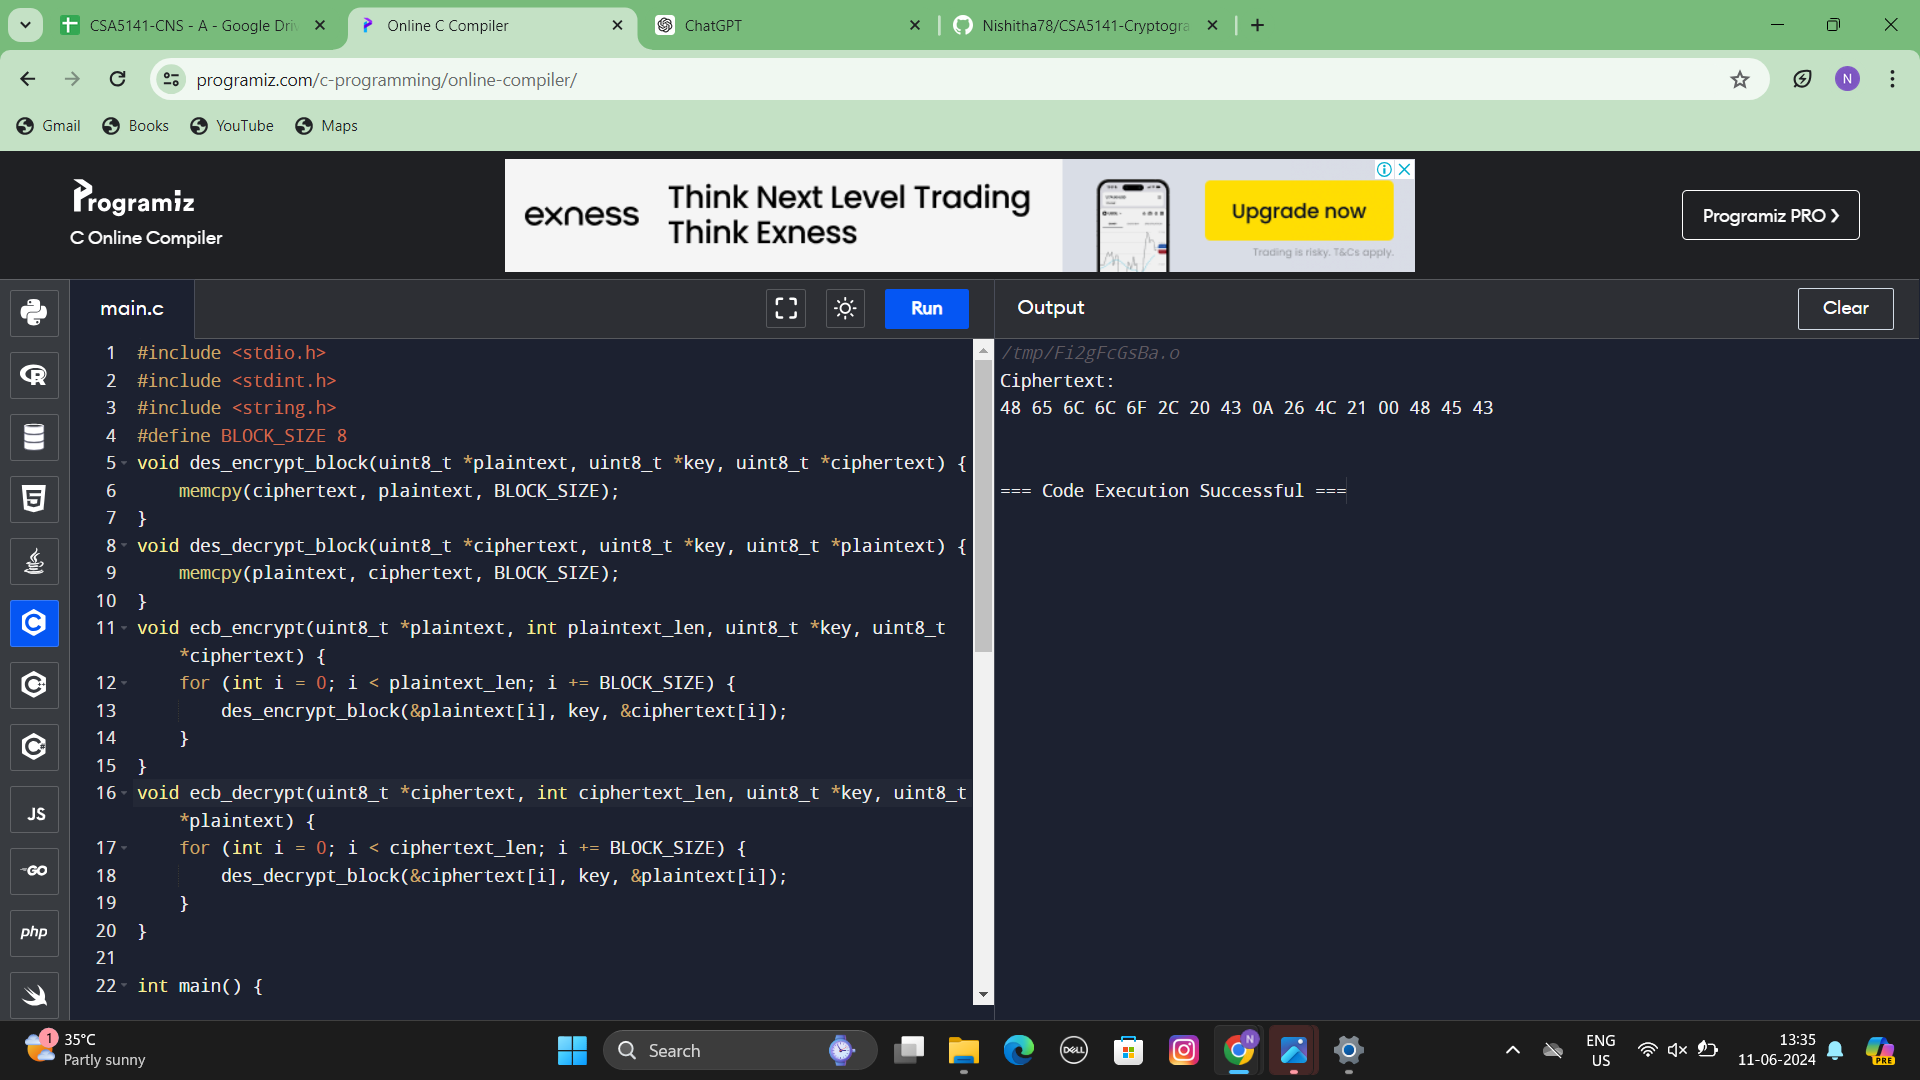 CSA5141-CNS - A - Google Driv
Online C Compiler
ChatGPT
Nishitha78/CSA5141-Cryptogra
programiz.com/c-programming/online-compiler/
N
Gmail
Books
YouTube
Maps
Programiz
C Online Compiler
exness
Think Next Level Trading
Think Exness
Upgrade now
Trading is risky. T&Cs apply.
Programiz PRO
main.c
Run
Output
Clear
1 #include <stdio.h>
2 #include <stdint.h>
3 #include <string.h>
4 #define BLOCK_SIZE 8
5 void des_encrypt_block(uint8_t *plaintext, uint8_t *key, uint8_t *ciphertext) {
6     memcpy(ciphertext, plaintext, BLOCK_SIZE);
7 }
8 void des_decrypt_block(uint8_t *ciphertext, uint8_t *key, uint8_t *plaintext) {
9     memcpy(plaintext, ciphertext, BLOCK_SIZE);
10 }
11 void ecb_encrypt(uint8_t *plaintext, int plaintext_len, uint8_t *key, uint8_t
*ciphertext) {
12     for (int i = 0; i < plaintext_len; i += BLOCK_SIZE) {
13         des_encrypt_block(&plaintext[i], key, &ciphertext[i]);
14     }
15 }
16 void ecb_decrypt(uint8_t *ciphertext, int ciphertext_len, uint8_t *key, uint8_t
*plaintext) {
17     for (int i = 0; i < ciphertext_len; i += BLOCK_SIZE) {
18         des_decrypt_block(&ciphertext[i], key, &plaintext[i]);
19     }
20 }
21
22 int main() {
/tmp/Fi2gFcGsBa.o
Ciphertext:
48 65 6C 6C 6F 2C 20 43 0A 26 4C 21 00 48 45 43
=== Code Execution Successful ===
JS
GO
php
1
35°C
Partly sunny
Search
DELL
N
ENG
US
13:35
11-06-2024
PRE